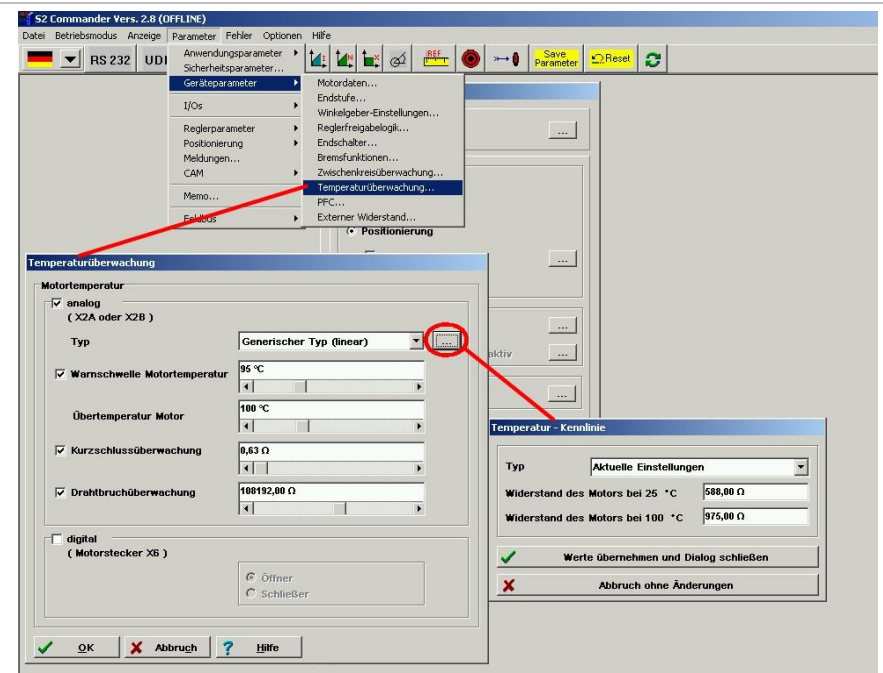 S2 Commander Vers. 2.8 (OFFLINE)
Datei Betriebsmodus Anzeige Parameter Fehler Optionen Hilfe
RS 232
Anwendungsparameter
Sicherheitsparameter...
Geräteparameter
I/Os
Reglerparameter
Positionierung
Meldungen...
CAM
Memo...
Feldbus
REF
Save Parameter
Reset
Motordaten...
Endstufe...
Winkelgeber-Einstellungen...
Reglerfreigabelogik...
Endschalter...
Bremsfunktionen...
Zwischenkreisüberwachung...
Temperaturüberwachung...
PFC...
Externer Widerstand...
...
Positionierung
...
...
...
...
Temperaturüberwachung
Motortemperatur
analog
( X2A oder X2B )
Typ
Generischer Typ (linear)
...
Warnschwelle Motortemperatur
95 °C
Übertemperatur Motor
100 °C
Kurzschlussüberwachung
0,63 Ω
Drahtbruchüberwachung
108192,00 Ω
digital
( Motorstecker X6 )
Öffner
Schließer
OK
Abbruch
Hilfe
Temperatur - Kennlinie
Typ
Aktuelle Einstellungen
Widerstand des Motors bei 25 °C
588,00 Ω
Widerstand des Motors bei 100 °C
975,00 Ω
Werte übernehmen und Dialog schließen
Abbruch ohne Änderungen